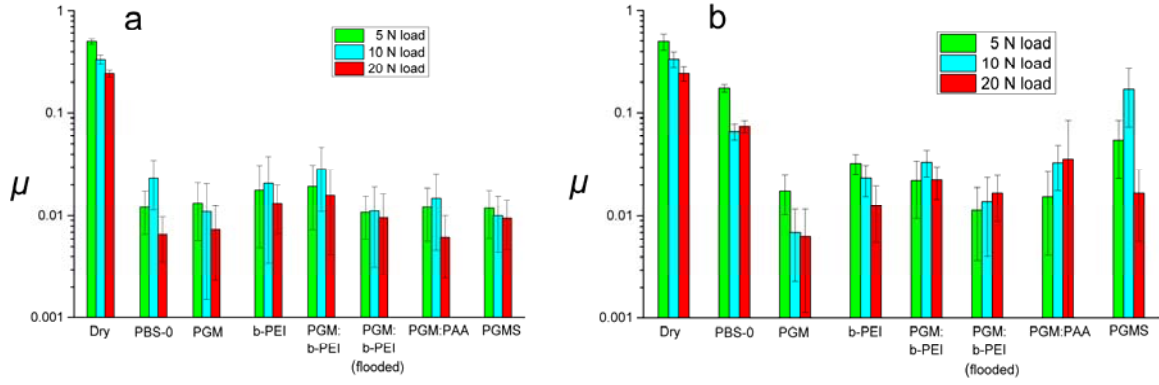 a
μ
1
0.1
0.01
0.001
5 N load
10 N load
20 N load
Dry
PBS-0
PGM
b-PEI
PGM:
b-PEI
PGM:
b-PEI
(flooded)
PGM:PAA
PGMS
b
μ
1
0.1
0.01
0.001
5 N load
10 N load
20 N load
Dry
PBS-0
PGM
b-PEI
PGM:
b-PEI
PGM:
b-PEI
(flooded)
PGM:PAA
PGMS